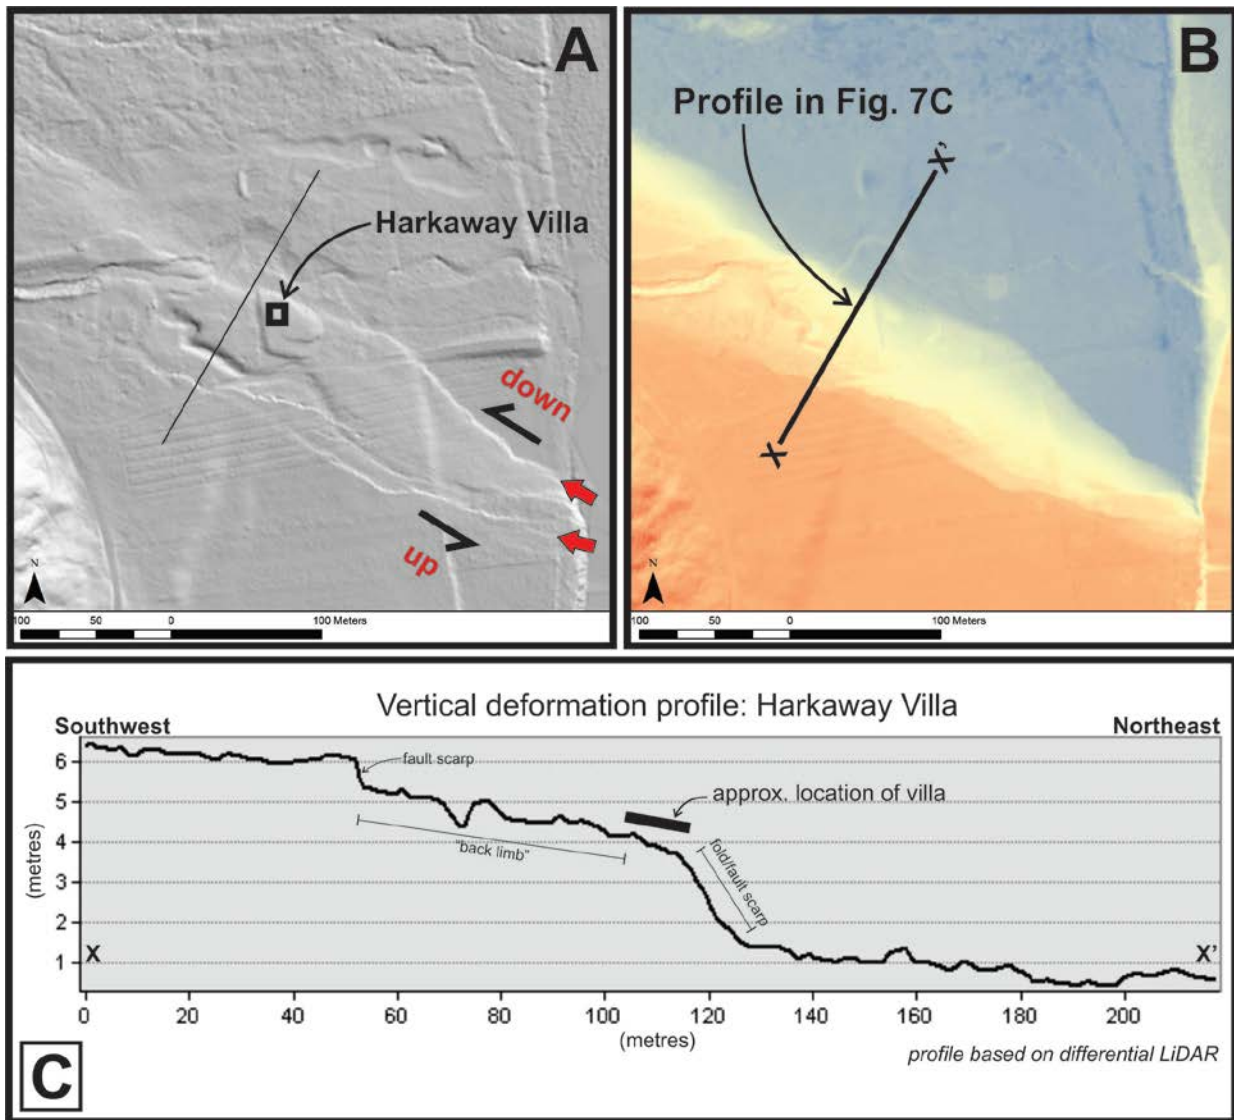 A
Harkaway Villa
down
up
N
100 50 0 100 Meters
B
Profile in Fig. 7C
X'
X
N
100 50 0 100 Meters
Vertical deformation profile: Harkaway Villa
Southwest
Northeast
6
fault scarp
5
approx. location of villa
4
"back limb"
fold/fault scarp
(metres)
3
2
X
X'
1
0 20 40 60 80 100 120 140 160 180 200
(metres)
profile based on differential LiDAR
C